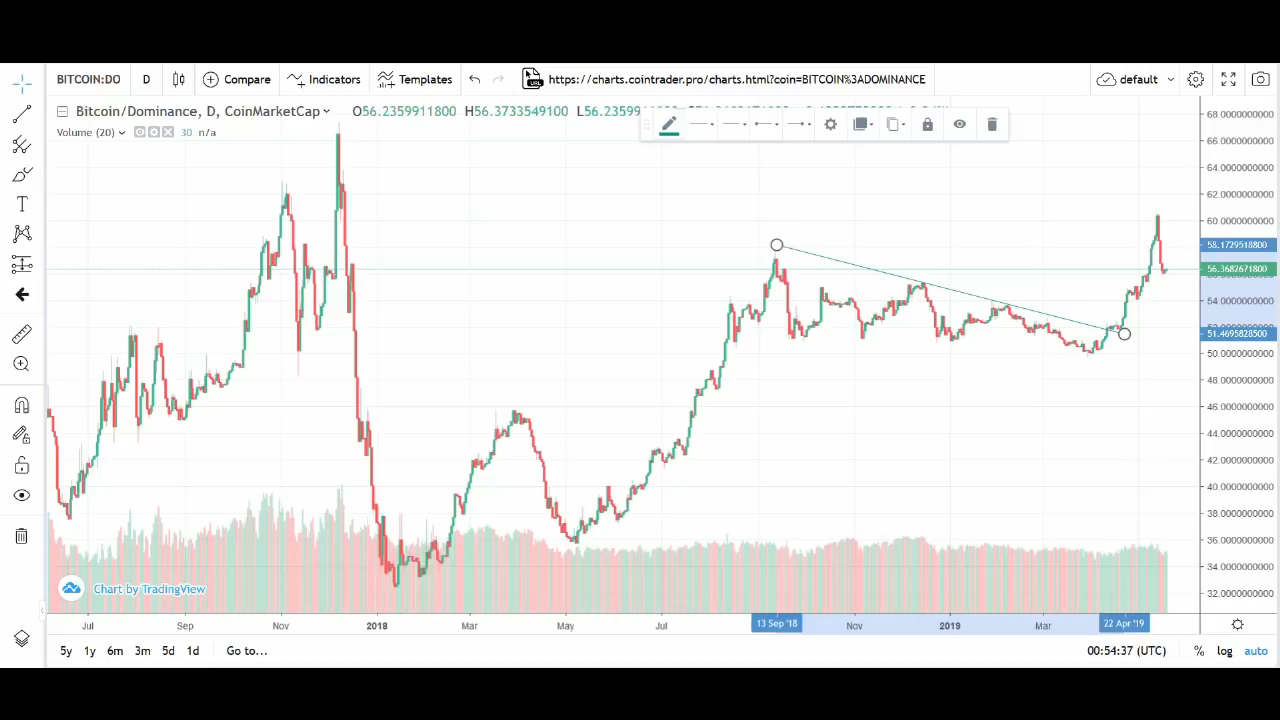 BITCOIN:DO D Compare Indicators Templates URL https://charts.cointrader.pro/charts.html?coin=BITCOIN%3ADOMINANCE default
Bitcoin/Dominance, D, CoinMarketCap O56.2359911800 H56.3733549100 L56.2359
Volume (20) 30 n/a
T
68.0000000000
66.0000000000
64.0000000000
62.0000000000
60.0000000000
58.1729518800
56.3682671800
54.0000000000
52.0000000000
51.4695828500
50.0000000000
48.0000000000
46.0000000000
44.0000000000
42.0000000000
40.0000000000
38.0000000000
36.0000000000
34.0000000000
32.0000000000
Chart by TradingView
Jul Sep Nov 2018 Mar May Jul 13 Sep '18 Nov 2019 Mar 22 Apr '19
5y 1y 6m 3m 5d 1d Go to... 00:54:37 (UTC) % log auto